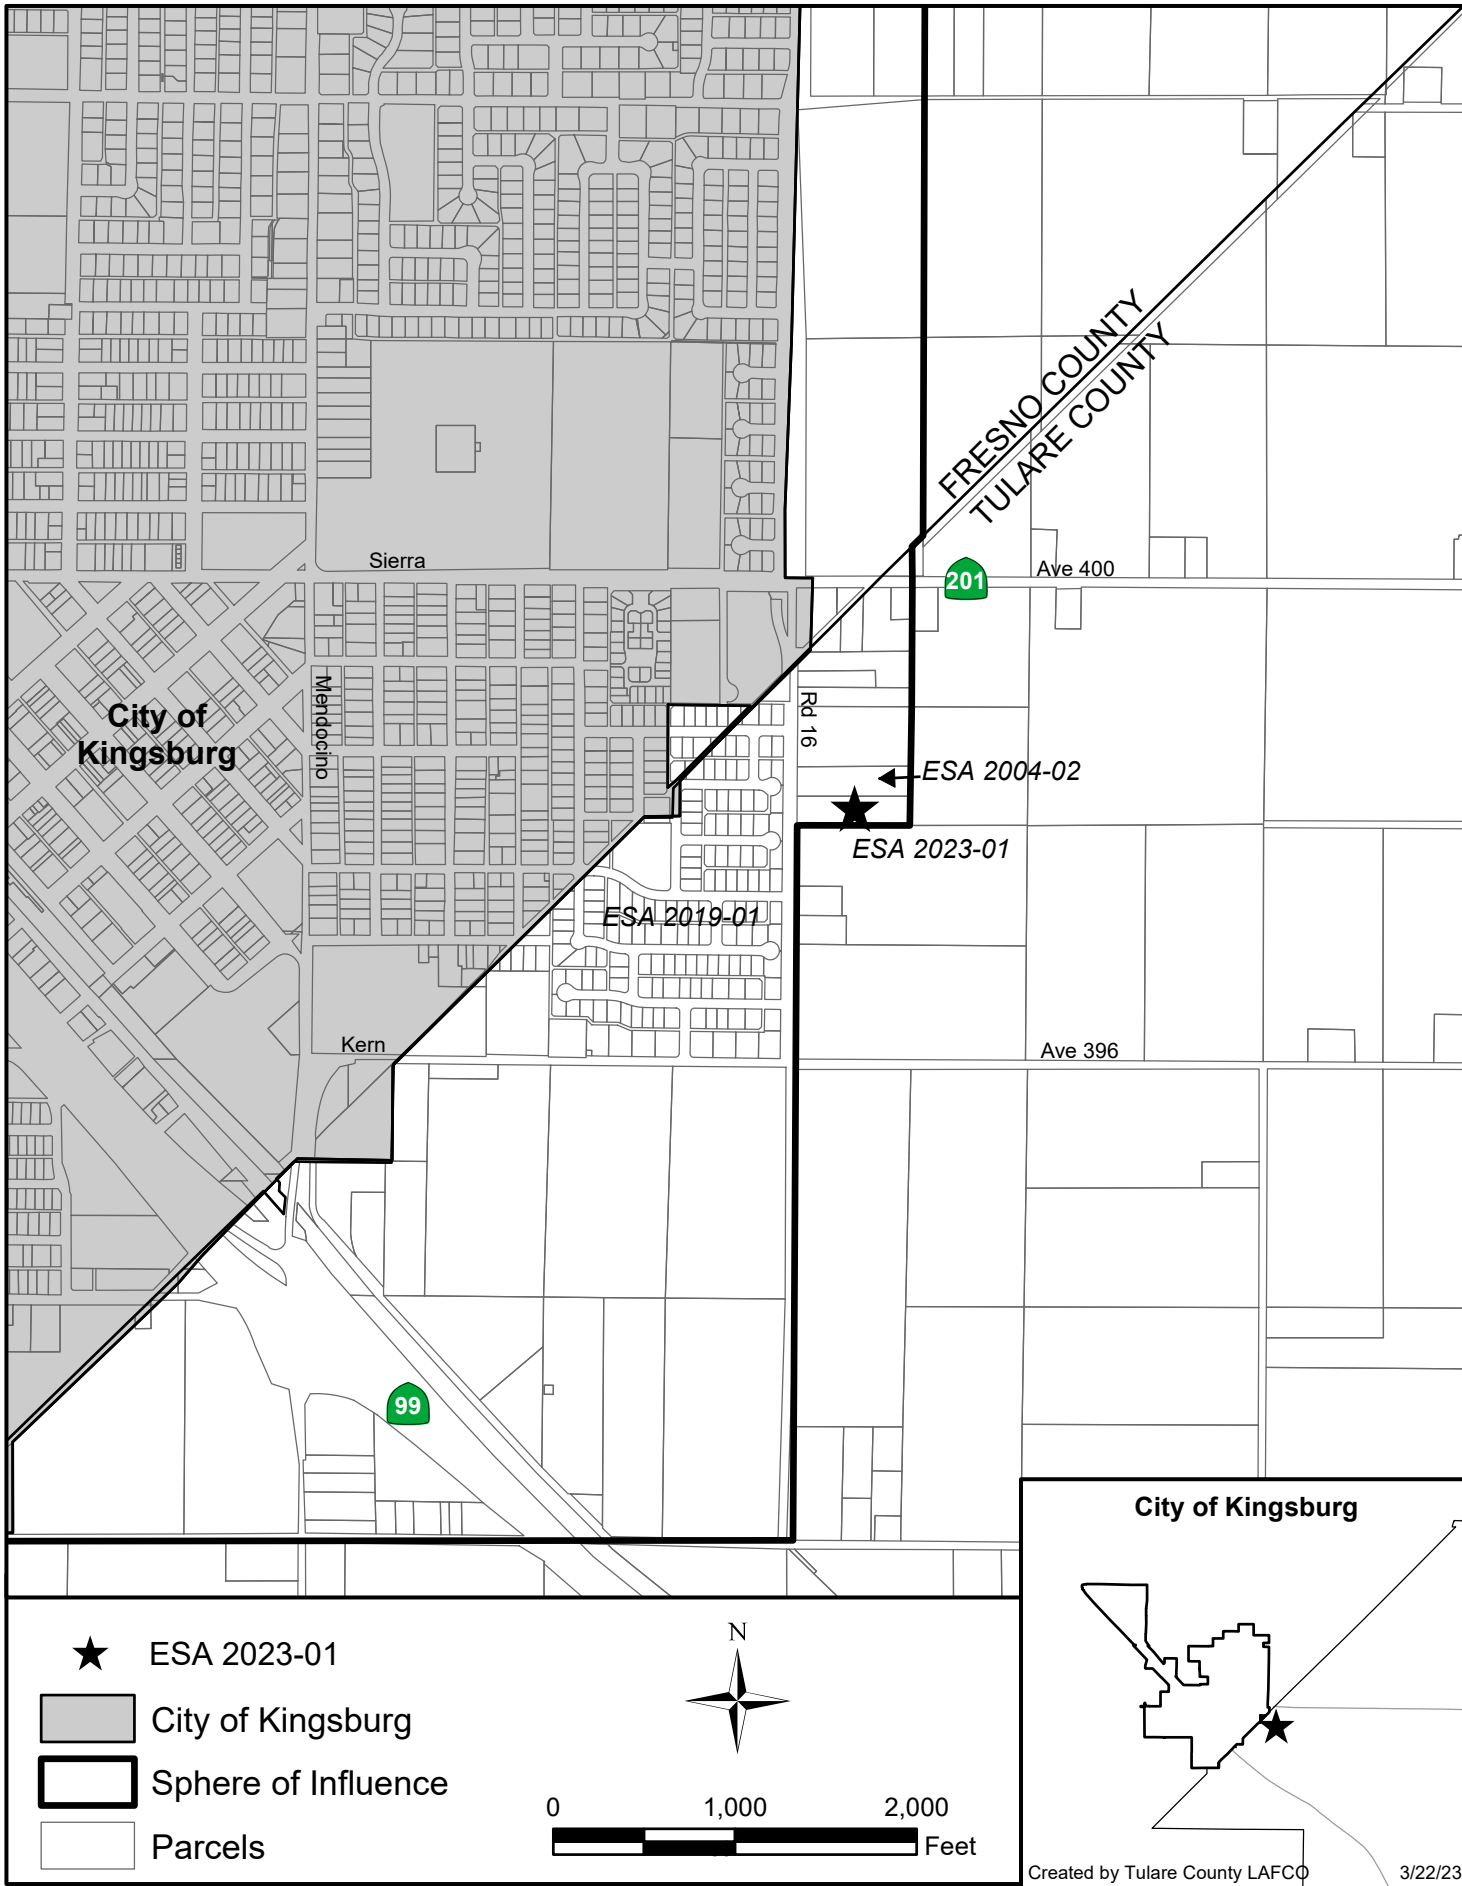 FRESNO COUNTY
TULARE COUNTY
Sierra
201
Ave 400
Mendocino
City of
Kingsburg
Rd 16
ESA 2004-02
ESA 2023-01
ESA 2019-01
Kern
Ave 396
99
City of Kingsburg
ESA 2023-01
City of Kingsburg
Sphere of Influence
Parcels
N
0 1,000 2,000
Feet
Created by Tulare County LAFCO 3/22/23